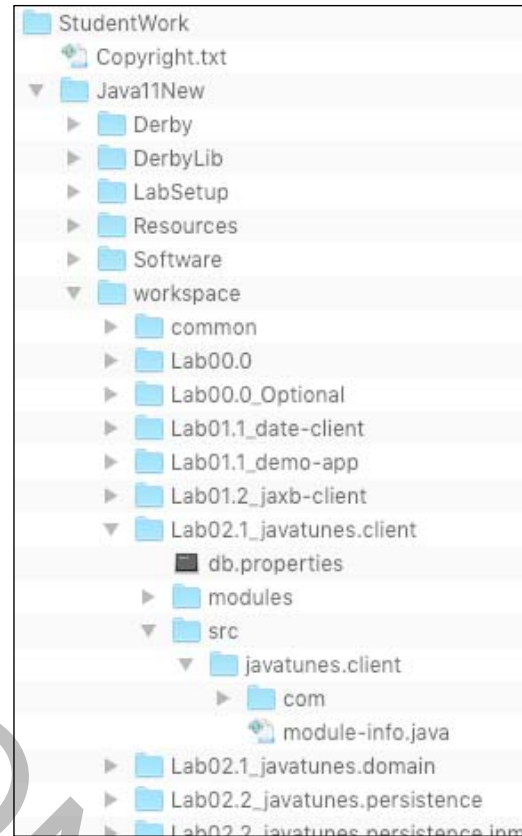 StudentWork
Copyright.txt
Java11New
Derby
DerbyLib
LabSetup
Resources
Software
workspace
common
Lab00.0
Lab00.0_Optional
Lab01.1_date-client
Lab01.1_demo-app
Lab01.2_jaxb-client
Lab02.1_javatunes.client
db.properties
modules
src
javatunes.client
com
module-info.java
Lab02.1_javatunes.domain
Lab02.2_javatunes.persistence